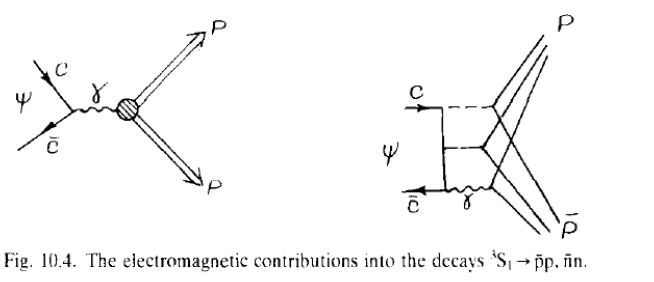 P
c
ψ
γ
c̄
P
P
c
ψ
c̄
γ
p̄
Fig. 10.4. The electromagnetic contributions into the decays ³S₁ → p̄p, n̄n.